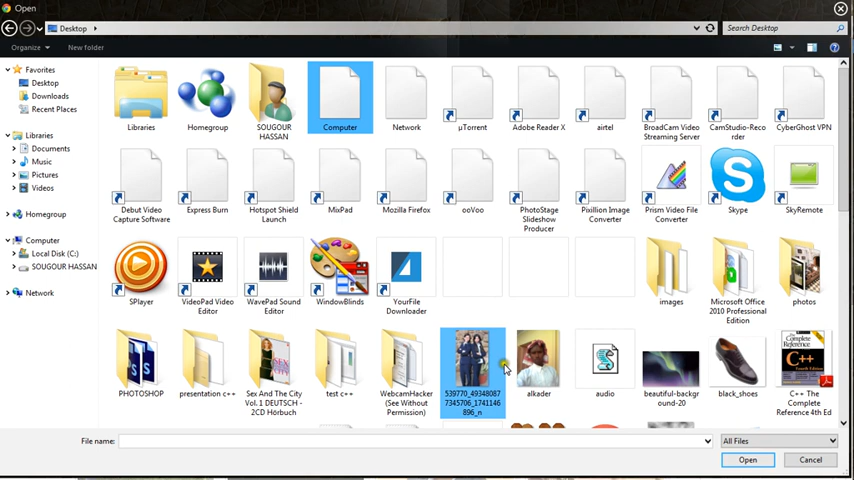 Open
Desktop
Search Desktop
Organize
New folder
Favorites
Desktop
Downloads
Recent Places
Libraries
Documents
Music
Pictures
Videos
Homegroup
Computer
Local Disk (C:)
SOUGOUR HASSAN
Network
Libraries
Homegroup
SOUGOUR
HASSAN
Computer
Network
µTorrent
Adobe Reader X
airtel
BroadCam Video
Streaming Server
CamStudio-Reco
rder
CyberGhost VPN
Debut Video
Capture Software
Express Burn
Hotspot Shield
Launch
MixPad
Mozilla Firefox
ooVoo
PhotoStage
Slideshow
Producer
Pixillion Image
Converter
Prism Video File
Converter
Skype
SkyRemote
SPlayer
VideoPad Video
Editor
WavePad Sound
Editor
WindowBlinds
YourFile
Downloader
images
Microsoft Office
2010 Professional
Edition
photos
PHOTOSHOP
presentation c++
Sex And The City
Vol. 1 DEUTSCH -
2CD Hörbuch
test c++
WebcamHacker
(See Without
Permission)
539770_49348087
7345706_1741146
896_n
alkader
audio
beautiful-backgr
ound-20
black_shoes
The
Complete
Reference
C++
C++ The
Complete
Reference 4th Ed
File name:
All Files
Open
Cancel